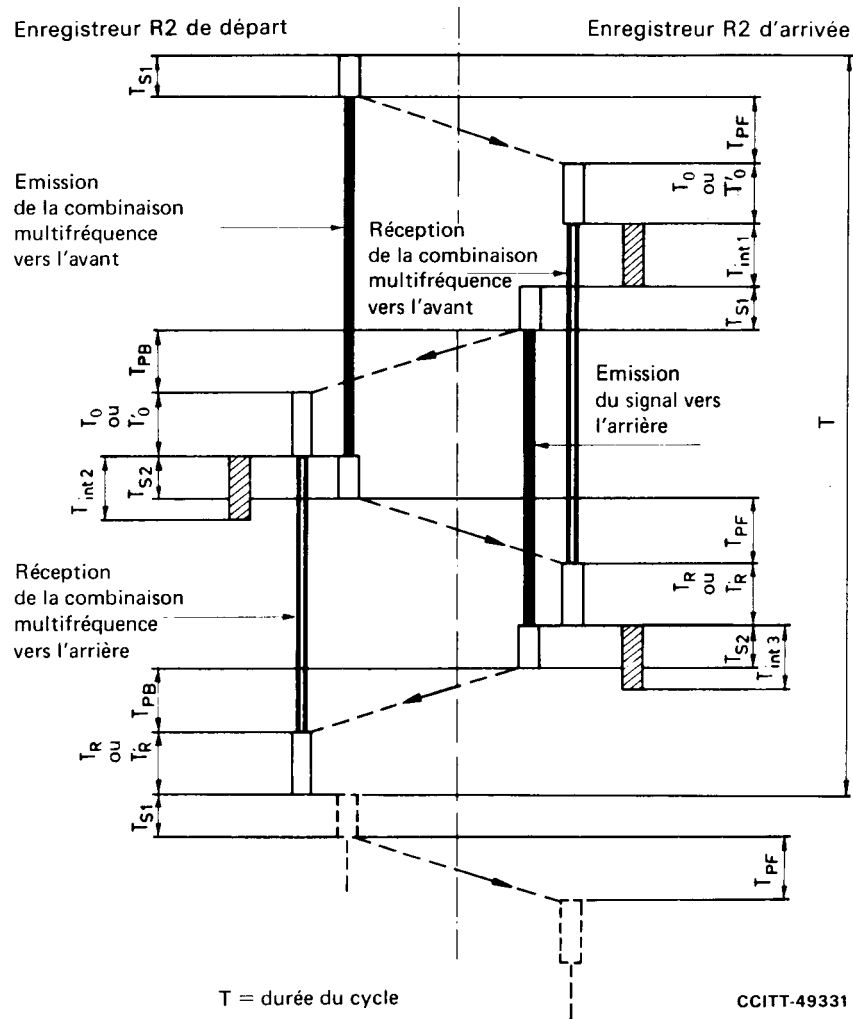 Enregistreur R2 de départ
Enregistreur R2 d'arrivée
TS1
TPF
T0 ou T'0
Emission
de la combinaison
multifréquence
vers l'avant
Réception
de la combinaison
multifréquence
vers l'avant
Tint1
TS1
TPB
T0 ou T'0
Emission
du signal vers
l'arrière
T
Tint2
TS2
TPF
Réception
de la combinaison
multifréquence
vers l'arrière
TR ou T'R
TS2
Tint3
TPB
TR ou T'R
TS1
TPF
T = durée du cycle
CCITT-49331